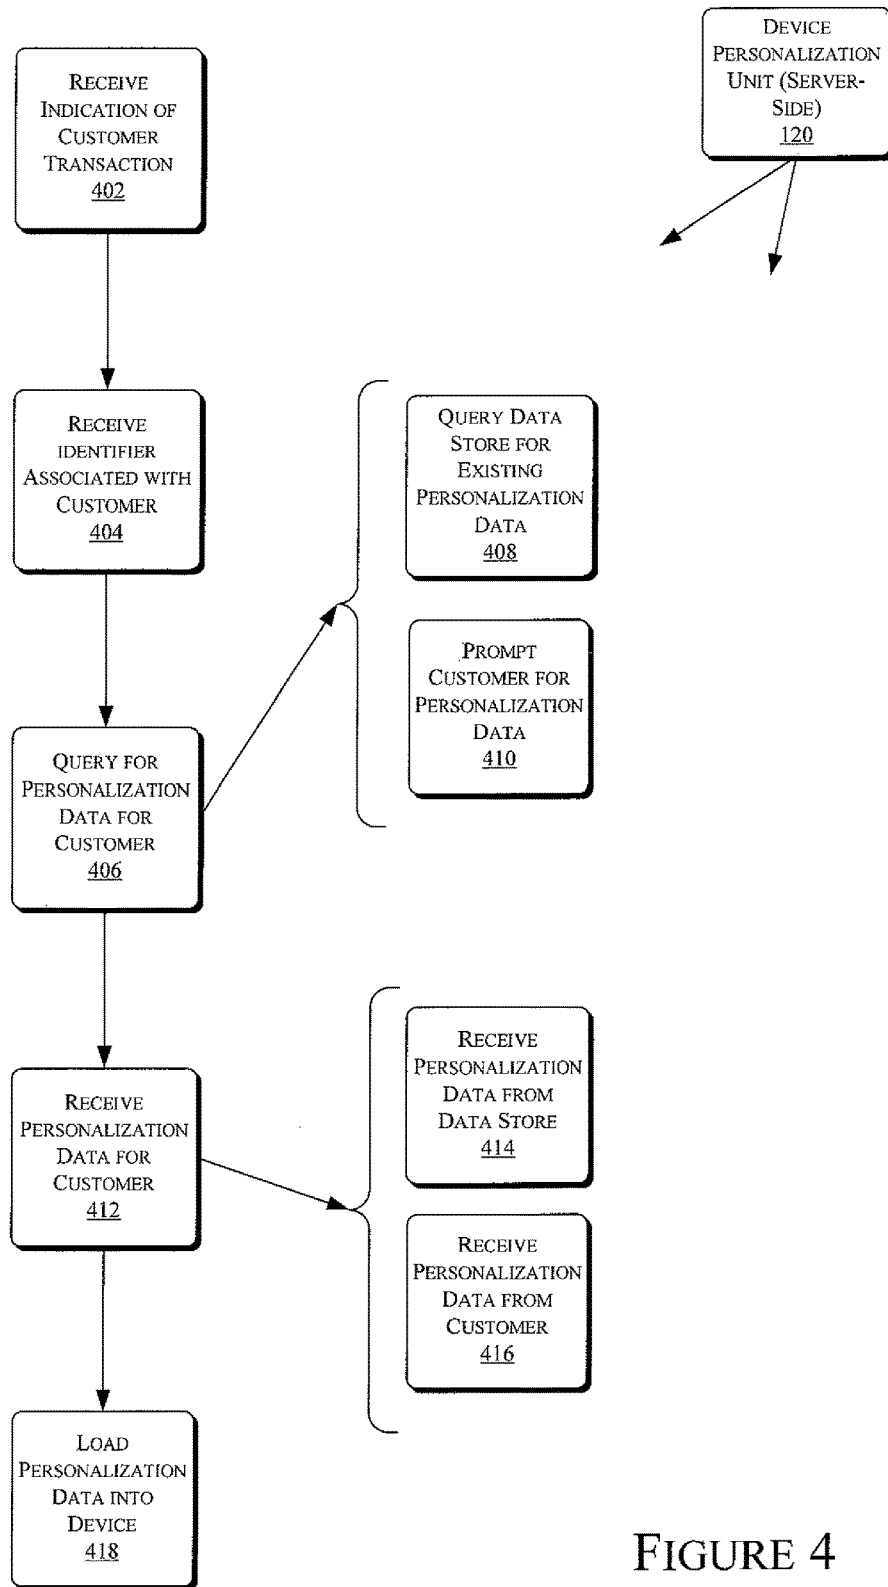 RECEIVE
INDICATION OF
CUSTOMER
TRANSACTION
402
DEVICE
PERSONALIZATION
UNIT (SERVER-
SIDE)
120
RECEIVE
IDENTIFIER
ASSOCIATED WITH
CUSTOMER
404
QUERY DATA
STORE FOR
EXISTING
PERSONALIZATION
DATA
408
PROMPT
CUSTOMER FOR
PERSONALIZATION
DATA
410
QUERY FOR
PERSONALIZATION
DATA FOR
CUSTOMER
406
RECEIVE
PERSONALIZATION
DATA FROM
DATA STORE
414
RECEIVE
PERSONALIZATION
DATA FOR
CUSTOMER
412
RECEIVE
PERSONALIZATION
DATA FROM
CUSTOMER
416
LOAD
PERSONALIZATION
DATA INTO
DEVICE
418
FIGURE 4